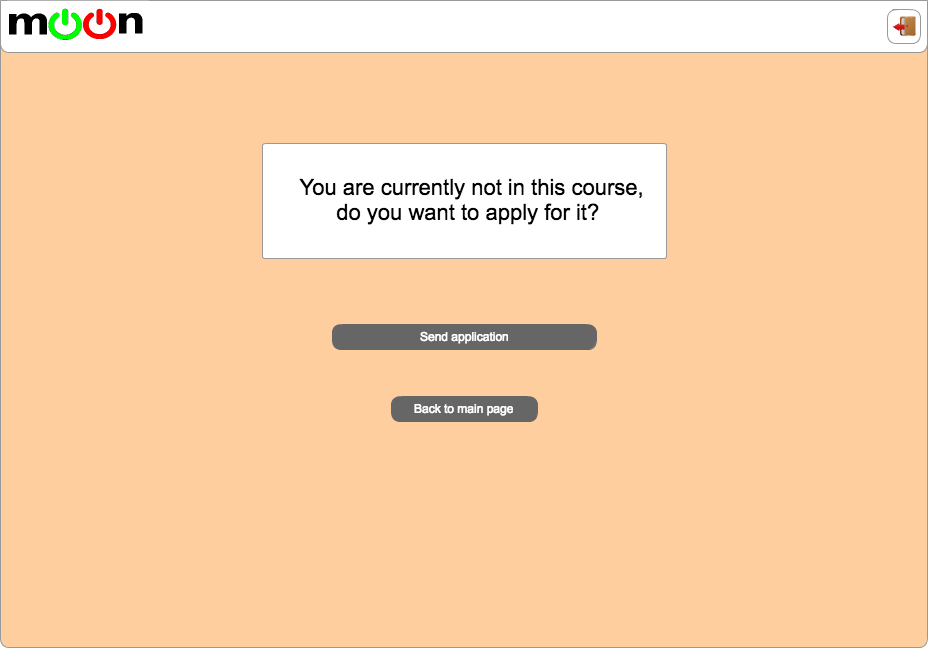 moon
You are currently not in this course,
do you want to apply for it?
Send application
Back to main page